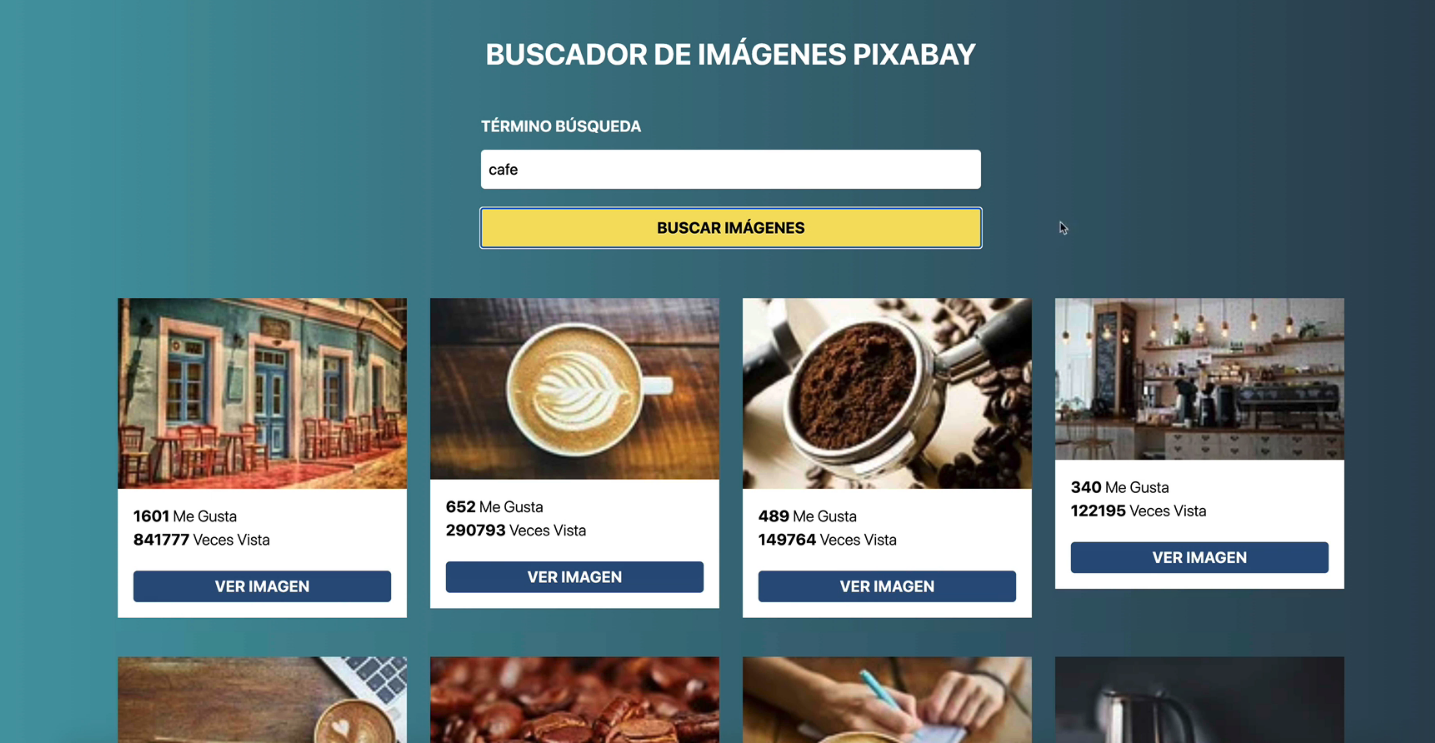 BUSCADOR DE IMÁGENES PIXABAY
TÉRMINO BÚSQUEDA
cafe
BUSCAR IMÁGENES
1601 Me Gusta
841777 Veces Vista
VER IMAGEN
652 Me Gusta
290793 Veces Vista
VER IMAGEN
489 Me Gusta
149764 Veces Vista
VER IMAGEN
340 Me Gusta
122195 Veces Vista
VER IMAGEN